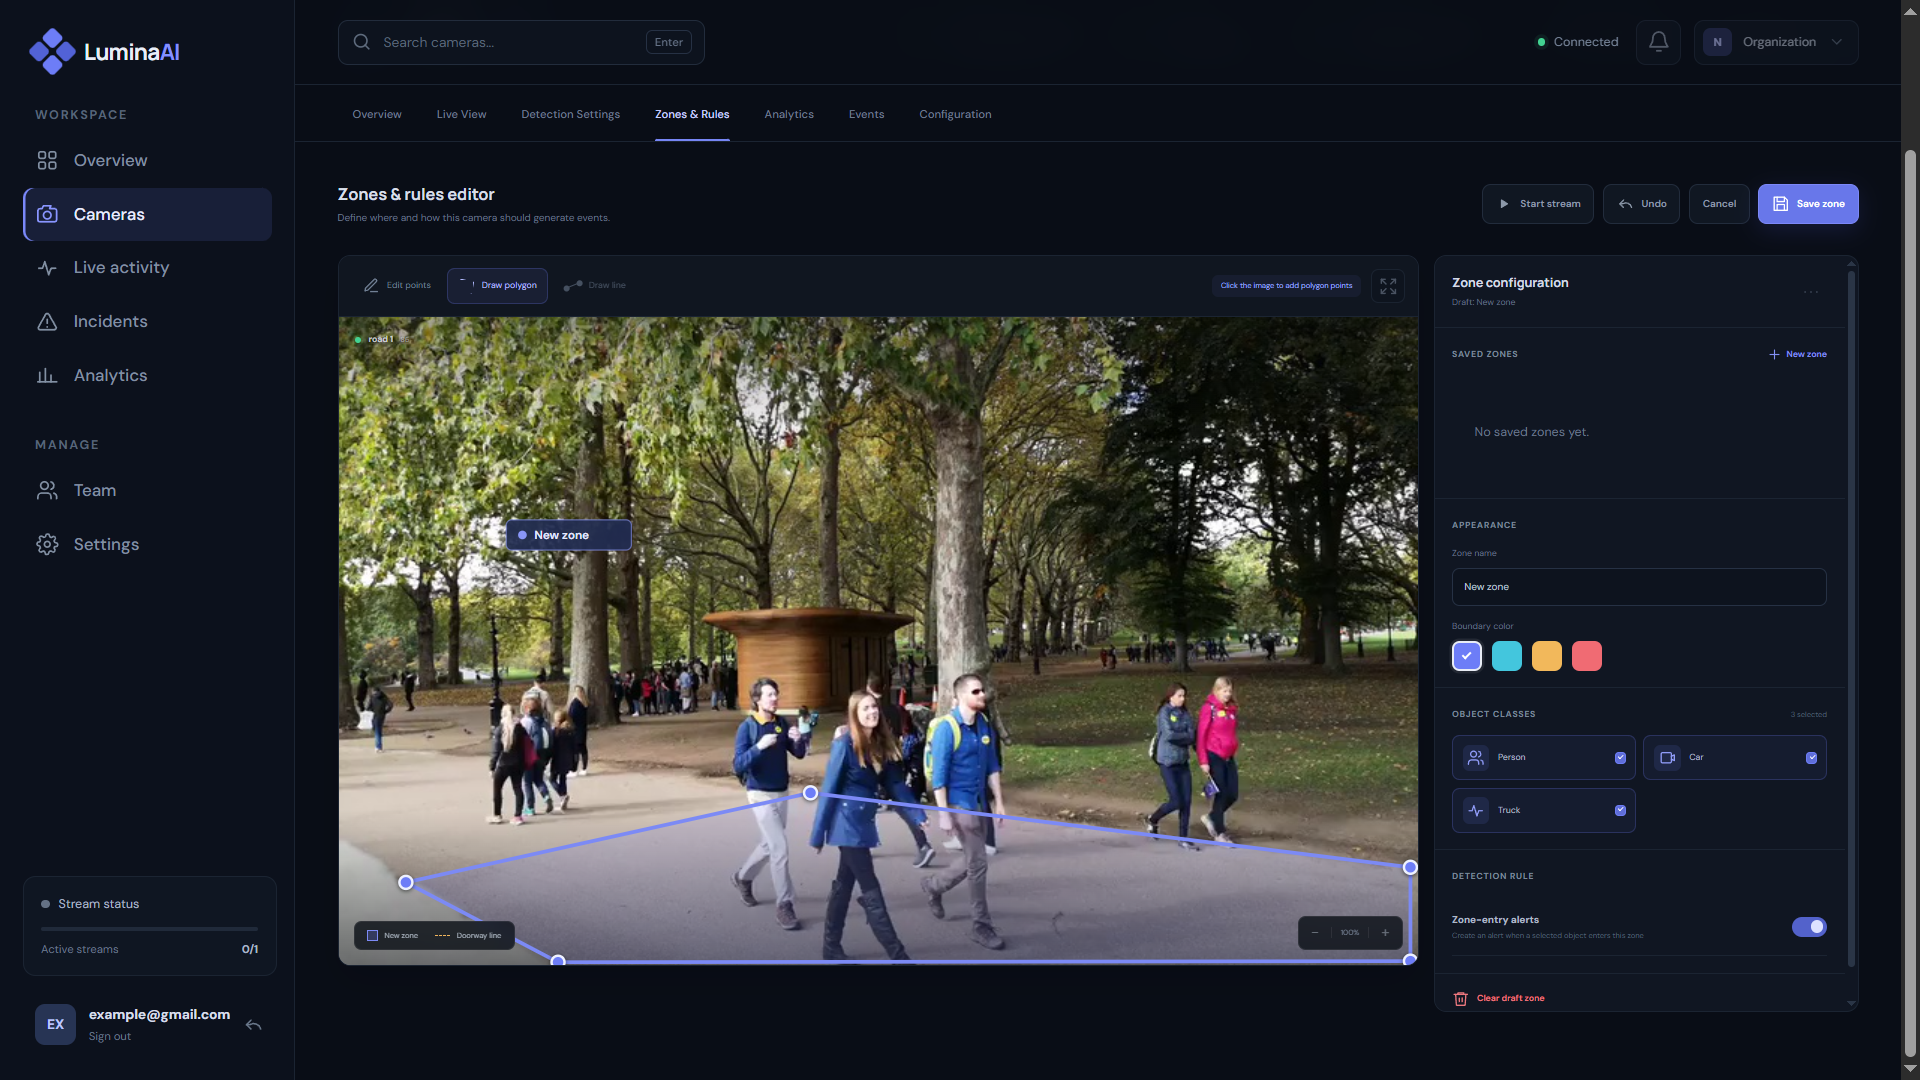 LuminaAI
Search cameras...
Enter
Connected
N
Organization
WORKSPACE
Overview
Cameras
Live activity
Incidents
Analytics
MANAGE
Team
Settings
Stream status
Active streams
0/1
EX
example@gmail.com
Sign out
Overview
Live View
Detection Settings
Zones & Rules
Analytics
Events
Configuration
Zones & rules editor
Define where and how this camera should generate events.
Start stream
Undo
Cancel
Save zone
Edit points
Draw polygon
Draw line
Click the image to add polygon points
road 1
New zone
New zone
Doorway line
100%
Zone configuration
Draft: New zone
SAVED ZONES
New zone
No saved zones yet.
APPEARANCE
Zone name
New zone
Boundary color
OBJECT CLASSES
3 selected
Person
Car
Truck
DETECTION RULE
Zone-entry alerts
Create an alert when a selected object enters this zone
Clear draft zone